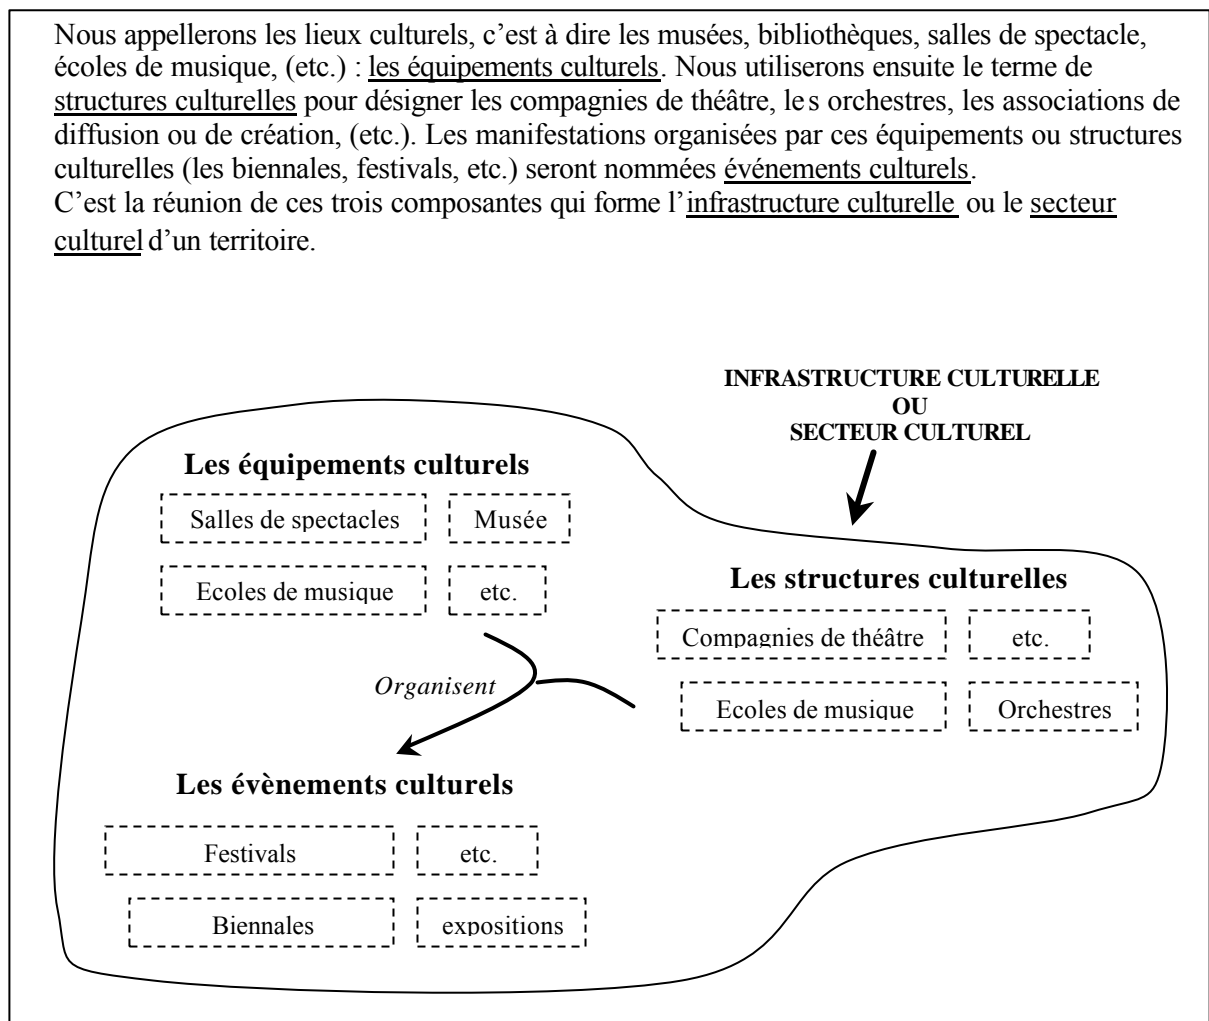 Nous appellerons les lieux culturels, c’est à dire les musées, bibliothèques, salles de spectacle,
écoles de musique, (etc.) : les équipements culturels. Nous utiliserons ensuite le terme de
structures culturelles pour désigner les compagnies de théâtre, les orchestres, les associations de
diffusion ou de création, (etc.). Les manifestations organisées par ces équipements ou structures
culturelles (les biennales, festivals, etc.) seront nommées événements culturels.
C’est la réunion de ces trois composantes qui forme l’infrastructure culturelle ou le secteur
culturel d’un territoire.
INFRASTRUCTURE CULTURELLE
OU
SECTEUR CULTUREL
Les équipements culturels
Salles de spectacles
Musée
Ecoles de musique
etc.
Les structures culturelles
Compagnies de théâtre
etc.
Ecoles de musique
Orchestres
Organisent
Les évènements culturels
Festivals
etc.
Biennales
expositions